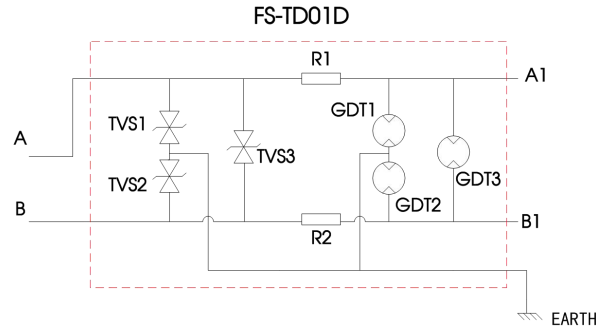 FS-TD01D
R1
A1
GDT1
TVS1
A
TVS3
GDT3
TVS2
GDT2
B
B1
R2
EARTH